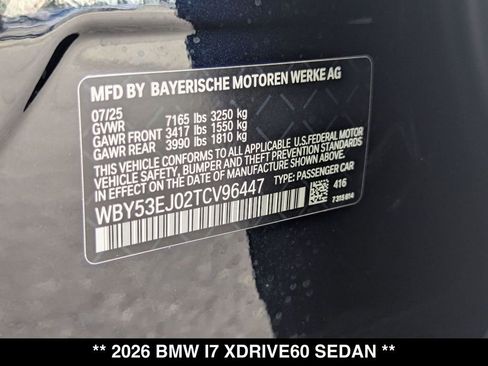 MFD BY BAYERISCHE MOTOREN WERKE AG
07/25
GVWR 7165 lbs 3250 kg
GAWR FRONT 3417 lbs 1550 kg
GAWR REAR 3990 lbs 1810 kg
THIS VEHICLE CONFORMS TO ALL APPLICABLE U.S.FEDERAL MOTOR
VEHICLE SAFETY, BUMPER, AND THEFT PREVENTION STANDARDS
IN EFFECT ON THE DATE OF MANUFACTURE SHOWN ABOVE.
WBY53EJ02TCV96447 TYPE: PASSENGER CAR
416
7 315 614
** 2026 BMW I7 XDRIVE60 SEDAN **